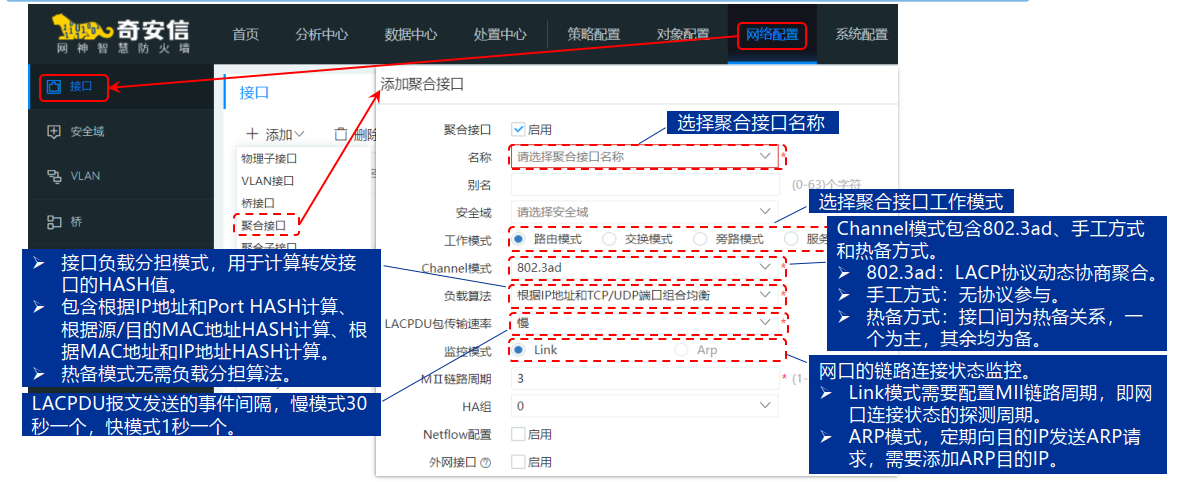 奇安信
网神智慧防火墙
首页 分析中心 数据中心 处置中心 策略配置 对象配置 网络配置 系统配置
接口
安全域
VLAN
桥
接口
添加 删除
物理子接口
VLAN接口
桥接口
聚合接口
聚合子接口
添加聚合接口
聚合接口 启用
选择聚合接口名称
名称 请选择聚合接口名称 *
别名 (0-63)个字符
安全域 请选择安全域
选择聚合接口工作模式
工作模式 路由模式 交换模式 旁路模式 服务
Channel模式 802.3ad *
负载算法 根据IP地址和TCP/UDP端口组合均衡 *
LACPDU包传输速率 慢 *
监控模式 Link Arp
MII链路周期 3 * (1-
HA组 0
Netflow配置 启用
外网接口 启用
Channel模式包含802.3ad、手工方式
和热备方式。
➢ 802.3ad：LACP协议动态协商聚合。
➢ 手工方式：无协议参与。
➢ 热备方式：接口间为热备关系，一
个为主，其余均为备。
➢ 接口负载分担模式，用于计算转发接
口的HASH值。
➢ 包含根据IP地址和Port HASH计算、
根据源/目的MAC地址HASH计算、根
据MAC地址和IP地址HASH计算。
➢ 热备模式无需负载分担算法。
LACPDU报文发送的事件间隔，慢模式30
秒一个，快模式1秒一个。
网口的链路连接状态监控。
➢ Link模式需要配置MII链路周期，即网
口连接状态的探测周期。
➢ ARP模式，定期向目的IP发送ARP请
求，需要添加ARP目的IP。